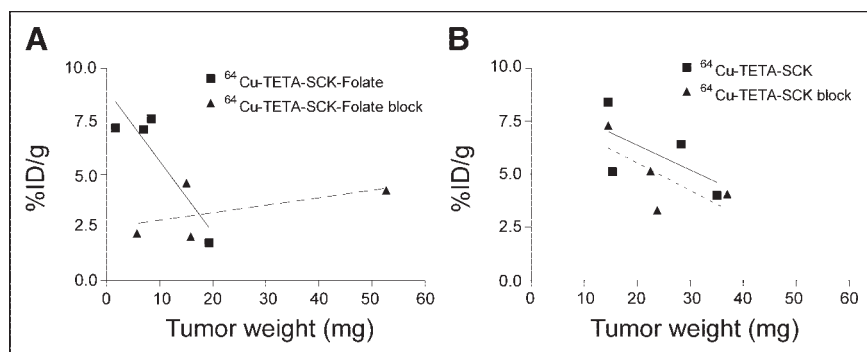 A
B
■ ⁶⁴Cu-TETA-SCK-Folate
▲ ⁶⁴Cu-TETA-SCK-Folate block
■ ⁶⁴Cu-TETA-SCK
▲ ⁶⁴Cu-TETA-SCK block
%ID/g
10.0
7.5
5.0
2.5
0.0
0 10 20 30 40 50 60
Tumor weight (mg)
%ID/g
10.0
7.5
5.0
2.5
0.0
0 10 20 30 40 50 60
Tumor weight (mg)